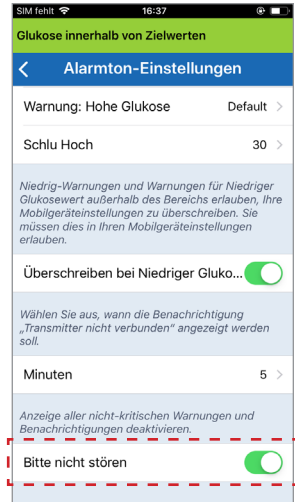 SIM fehlt 16:37
Glukose innerhalb von Zielwerten
Alarmton-Einstellungen
Warnung: Hohe Glukose Default
Schlu Hoch 30
Niedrig-Warnungen und Warnungen für Niedriger
Glukosewert außerhalb des Bereichs erlauben, Ihre
Mobilgeräteinstellungen zu überschreiben. Sie
müssen dies in Ihren Mobilgeräteinstellungen
erlauben.
Überschreiben bei Niedriger Gluko...
Wählen Sie aus, wann die Benachrichtigung
„Transmitter nicht verbunden“ angezeigt werden
soll.
Minuten 5
Anzeige aller nicht-kritischen Warnungen und
Benachrichtigungen deaktivieren.
Bitte nicht stören